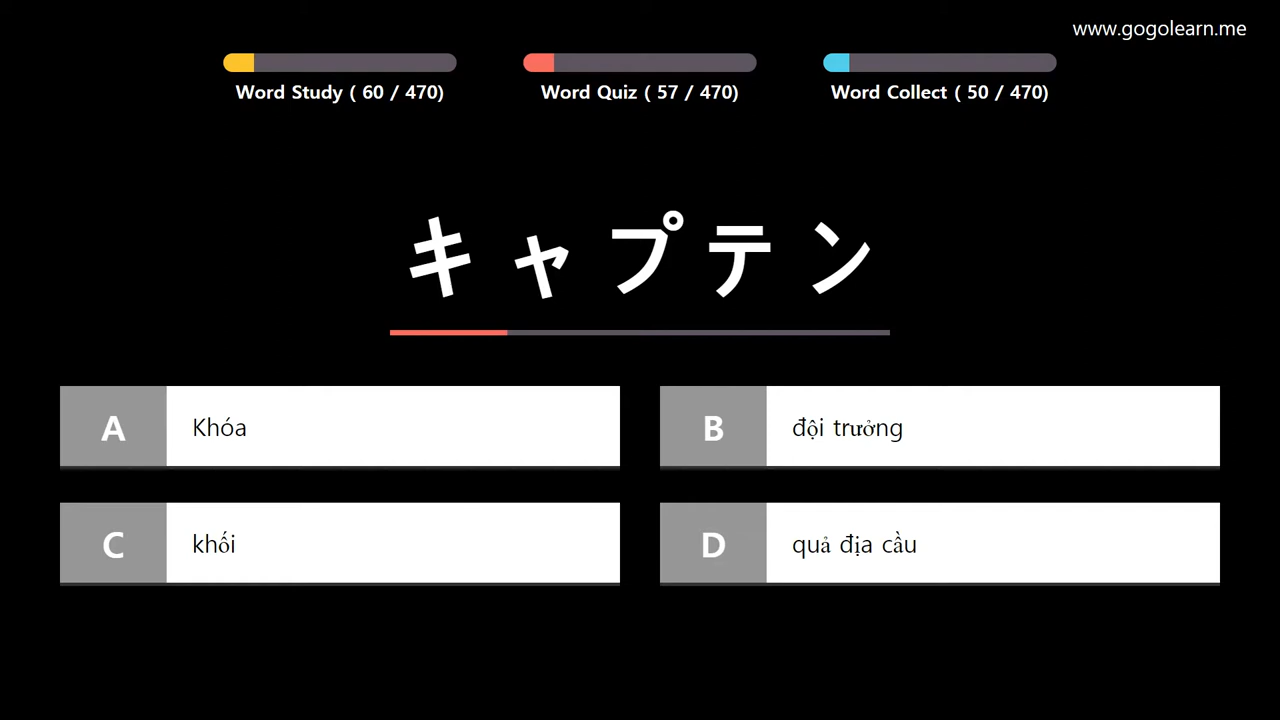 www.gogolearn.me
Word Study ( 60 / 470)
Word Quiz ( 57 / 470)
Word Collect ( 50 / 470)
キャプテン
A Khóa
B đội trưởng
C khối
D quả địa cầu